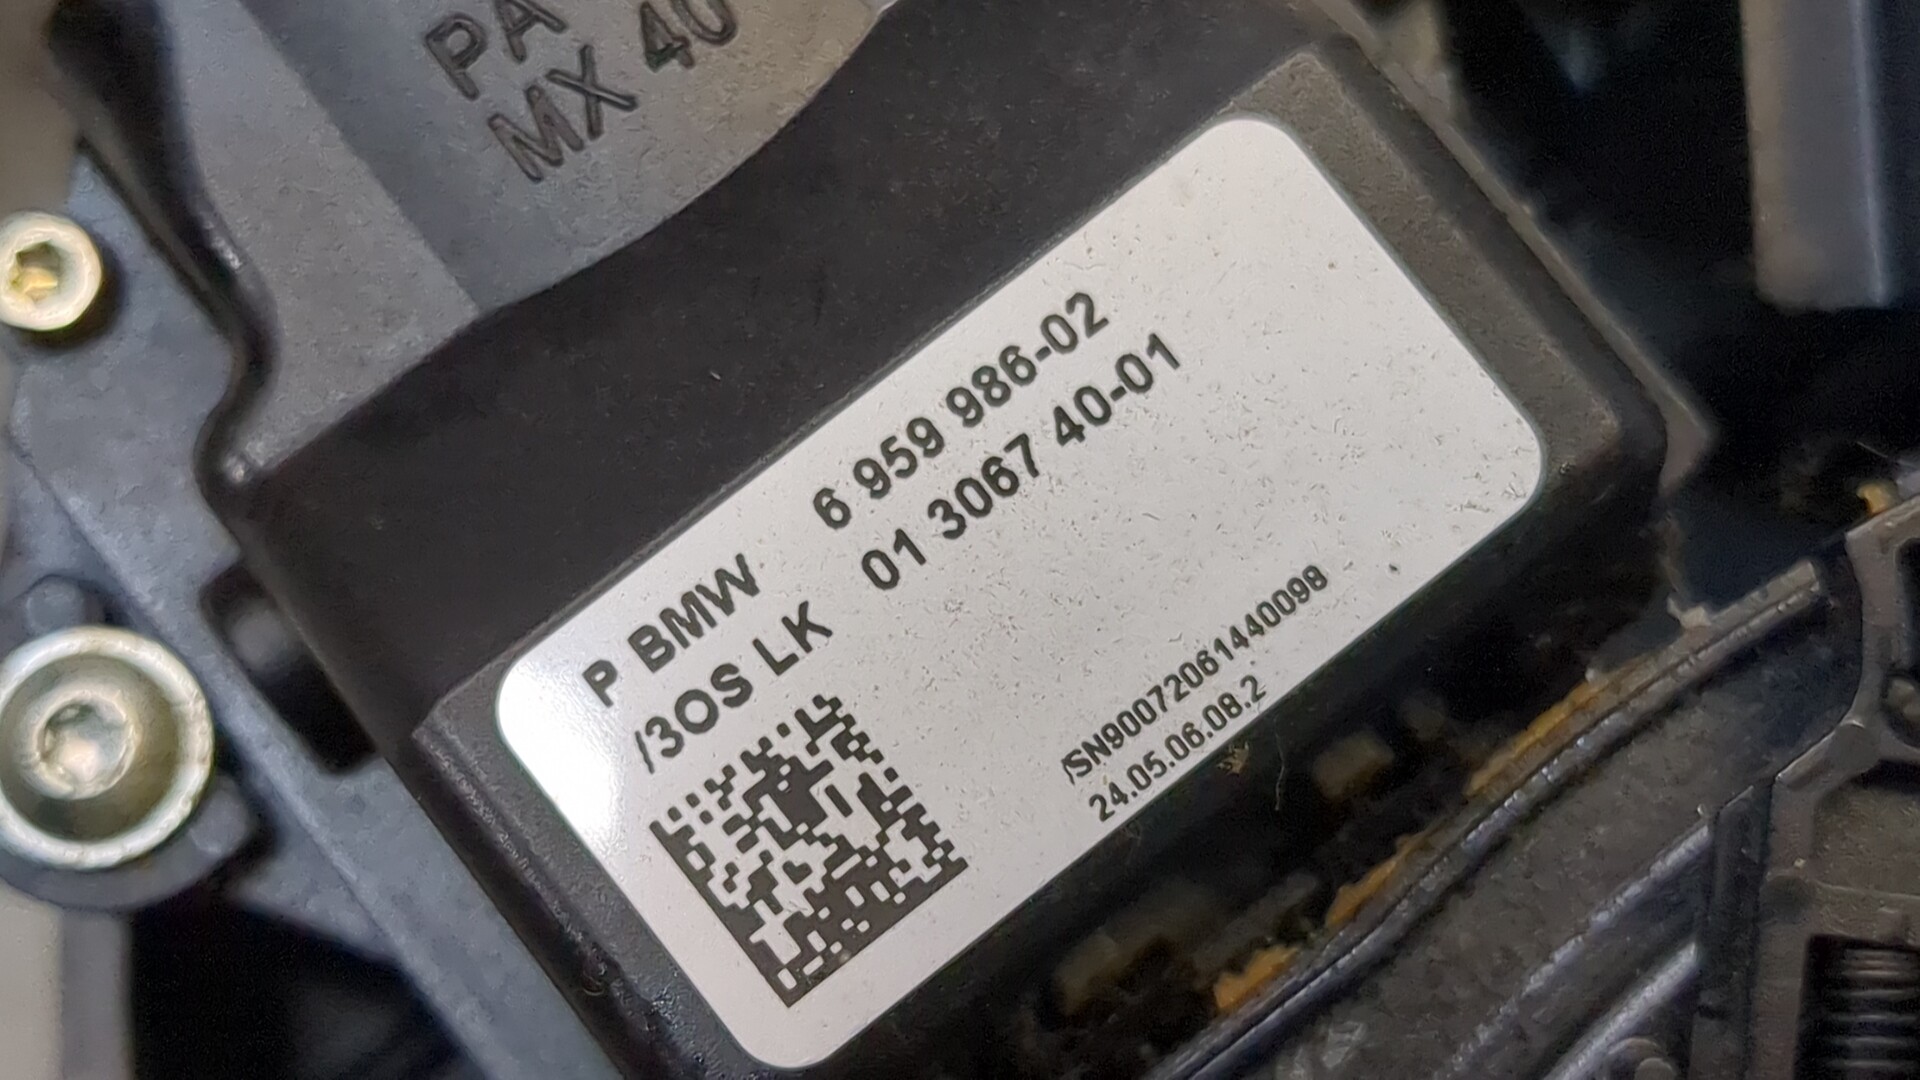 PA
MX 40
P BMW 6 959 986-02
/3OS LK 01 3067 40-01
/SN90072061440098
24.05.06.08.2